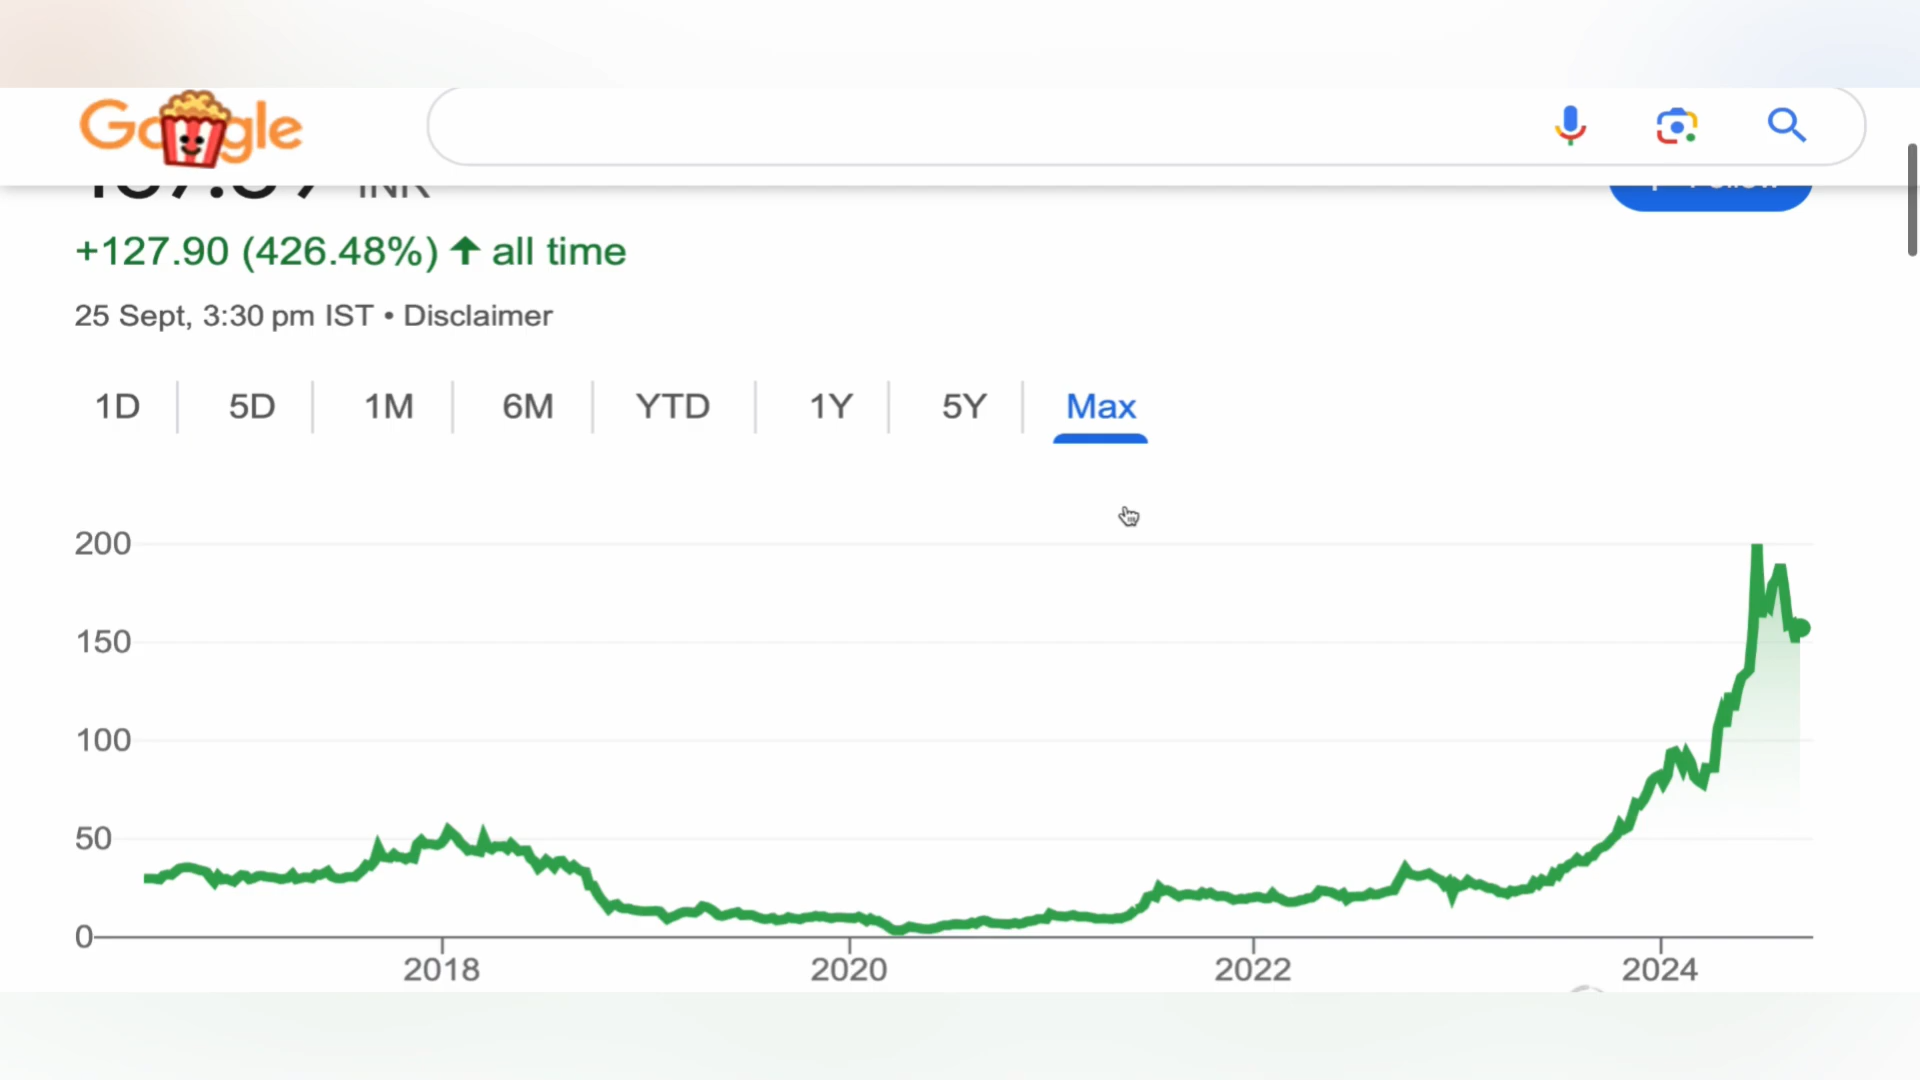 Google
INR
+127.90 (426.48%) ↑ all time
25 Sept, 3:30 pm IST • Disclaimer
1D 5D 1M 6M YTD 1Y 5Y Max
200
150
100
50
0
2018 2020 2022 2024